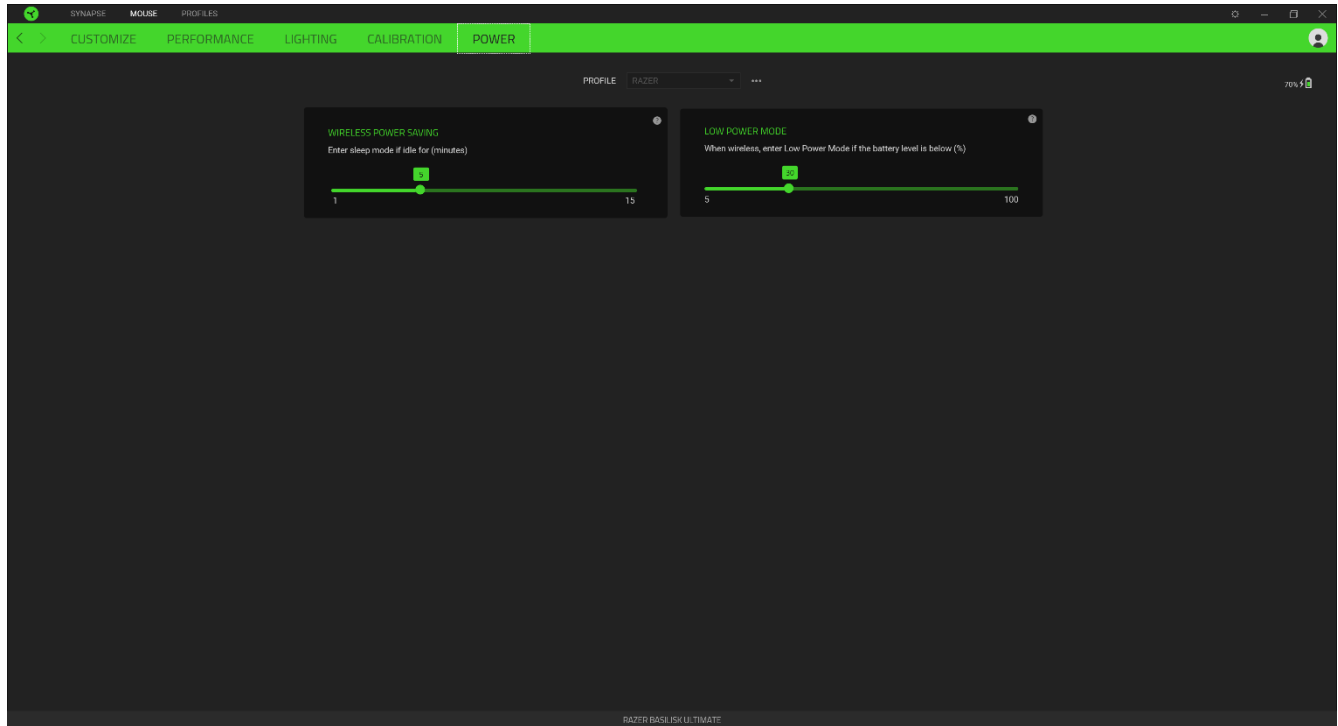 SYNAPSE MOUSE PROFILES
CUSTOMIZE PERFORMANCE LIGHTING CALIBRATION POWER
PROFILE RAZER
70%
WIRELESS POWER SAVING
Enter sleep mode if idle for (minutes)
5
1 15
LOW POWER MODE
When wireless, enter Low Power Mode if the battery level is below (%)
30
5 100
RAZER BASILISK ULTIMATE